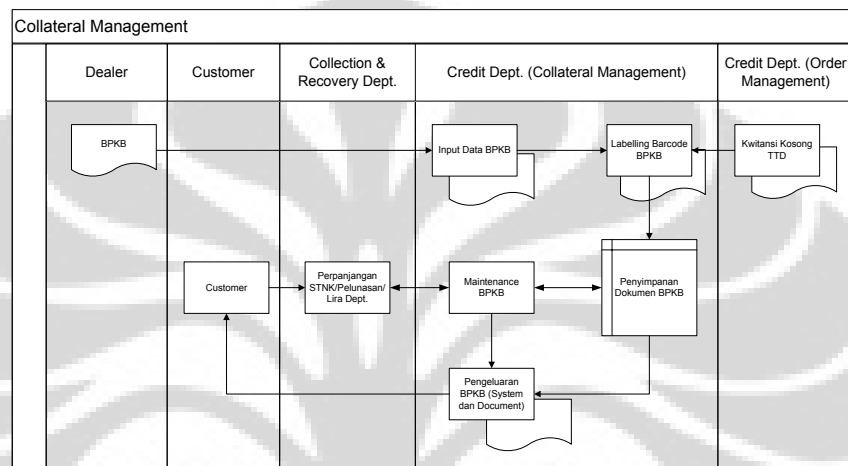 Collateral Management
Dealer
Customer
Collection &
Recovery Dept.
Credit Dept. (Collateral Management)
Credit Dept. (Order
Management)
BPKB
Input Data BPKB
Labelling Barcode
BPKB
Kwitansi Kosong
TTD
Customer
Perpanjangan
STNK/Pelunasan/
Lira Dept.
Maintenance
BPKB
Penyimpanan
Dokumen BPKB
Pengeluaran
BPKB (System
dan Document)